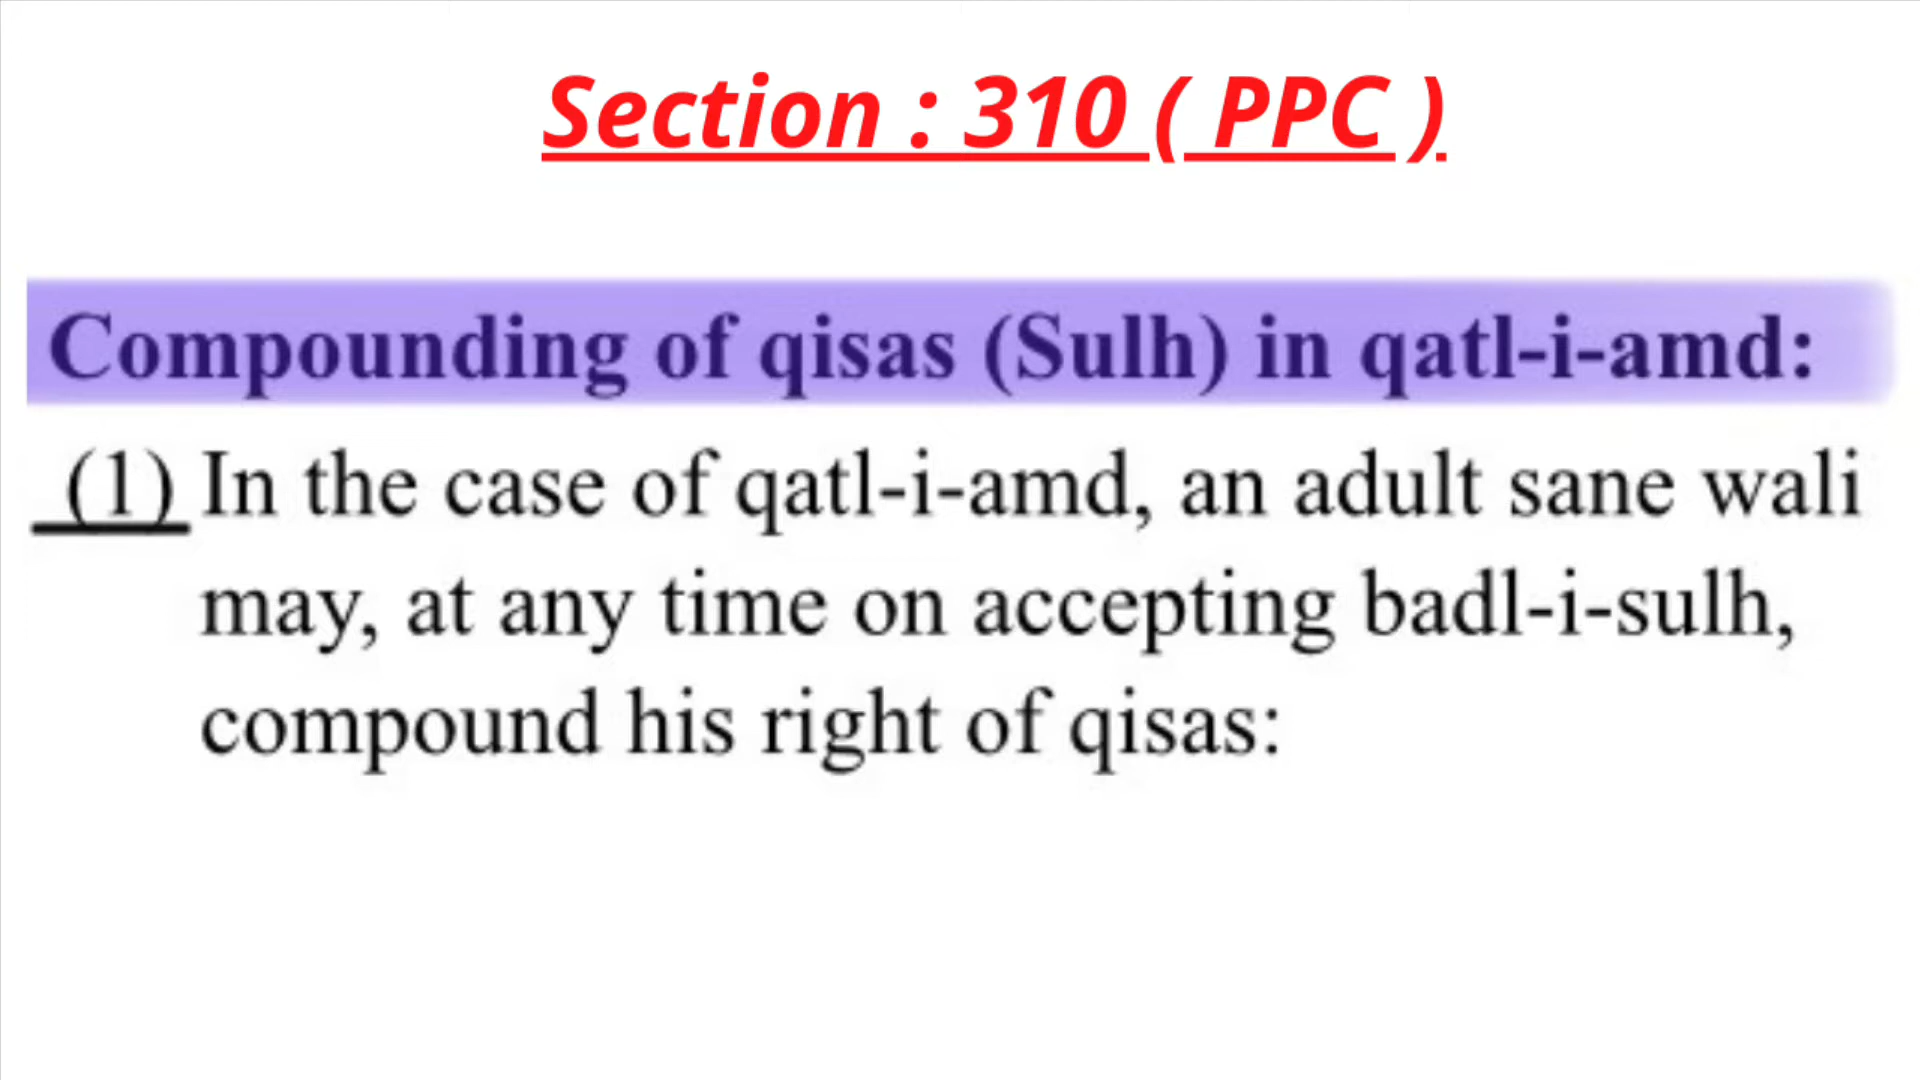 Section : 310 ( PPC )
Compounding of qisas (Sulh) in qatl-i-amd:
(1) In the case of qatl-i-amd, an adult sane wali
may, at any time on accepting badl-i-sulh,
compound his right of qisas: